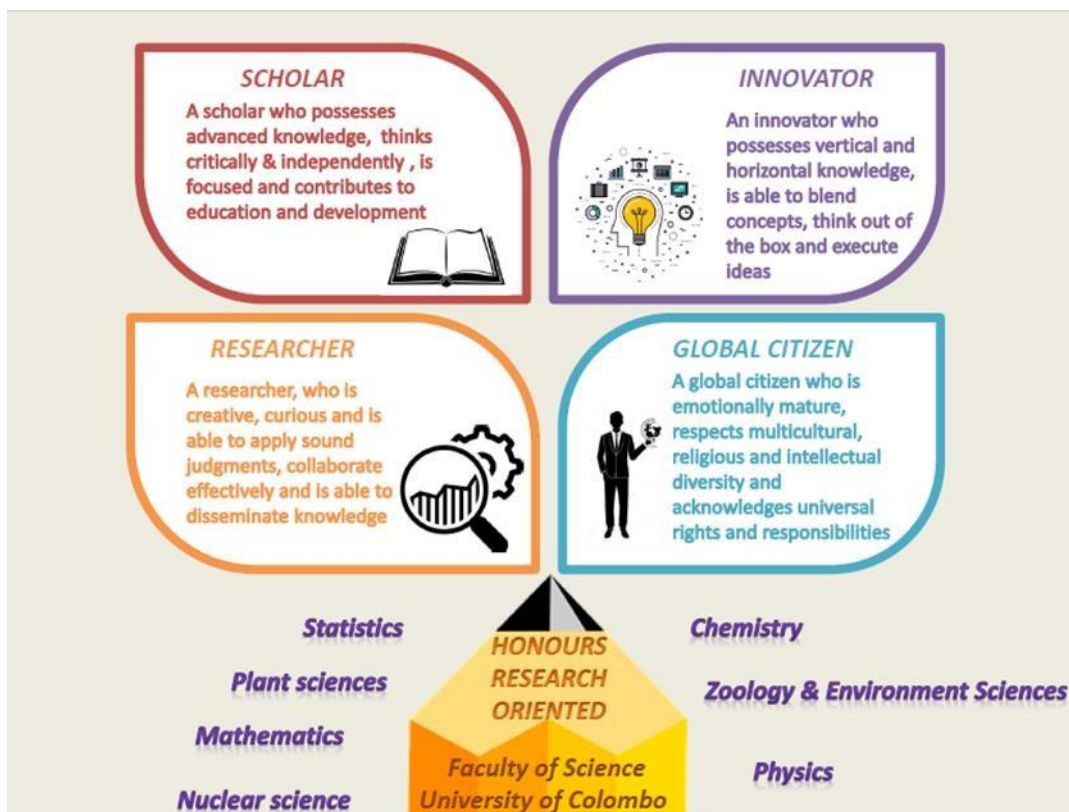 SCHOLAR
A scholar who possesses
advanced knowledge, thinks
critically & independently , is
focused and contributes to
education and development
INNOVATOR
An innovator who
possesses vertical and
horizontal knowledge,
is able to blend
concepts, think out of
the box and execute
ideas
RESEARCHER
A researcher, who is
creative, curious and is
able to apply sound
judgments, collaborate
effectively and is able to
disseminate knowledge
GLOBAL CITIZEN
A global citizen who is
emotionally mature,
respects multicultural,
religious and intellectual
diversity and
acknowledges universal
rights and responsibilities
Statistics
Plant sciences
Mathematics
Nuclear science
HONOURS
RESEARCH
ORIENTED
Faculty of Science
University of Colombo
Chemistry
Zoology & Environment Sciences
Physics